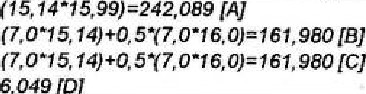 (15,14*15,99)=242,089 [A]
(7,0*15,14)+0,5*(7,0*16,0)=161,980 [B]
(7,0*15,14)+0,5*(7,0*16,0)=161,980 [C]
6,049 [D]